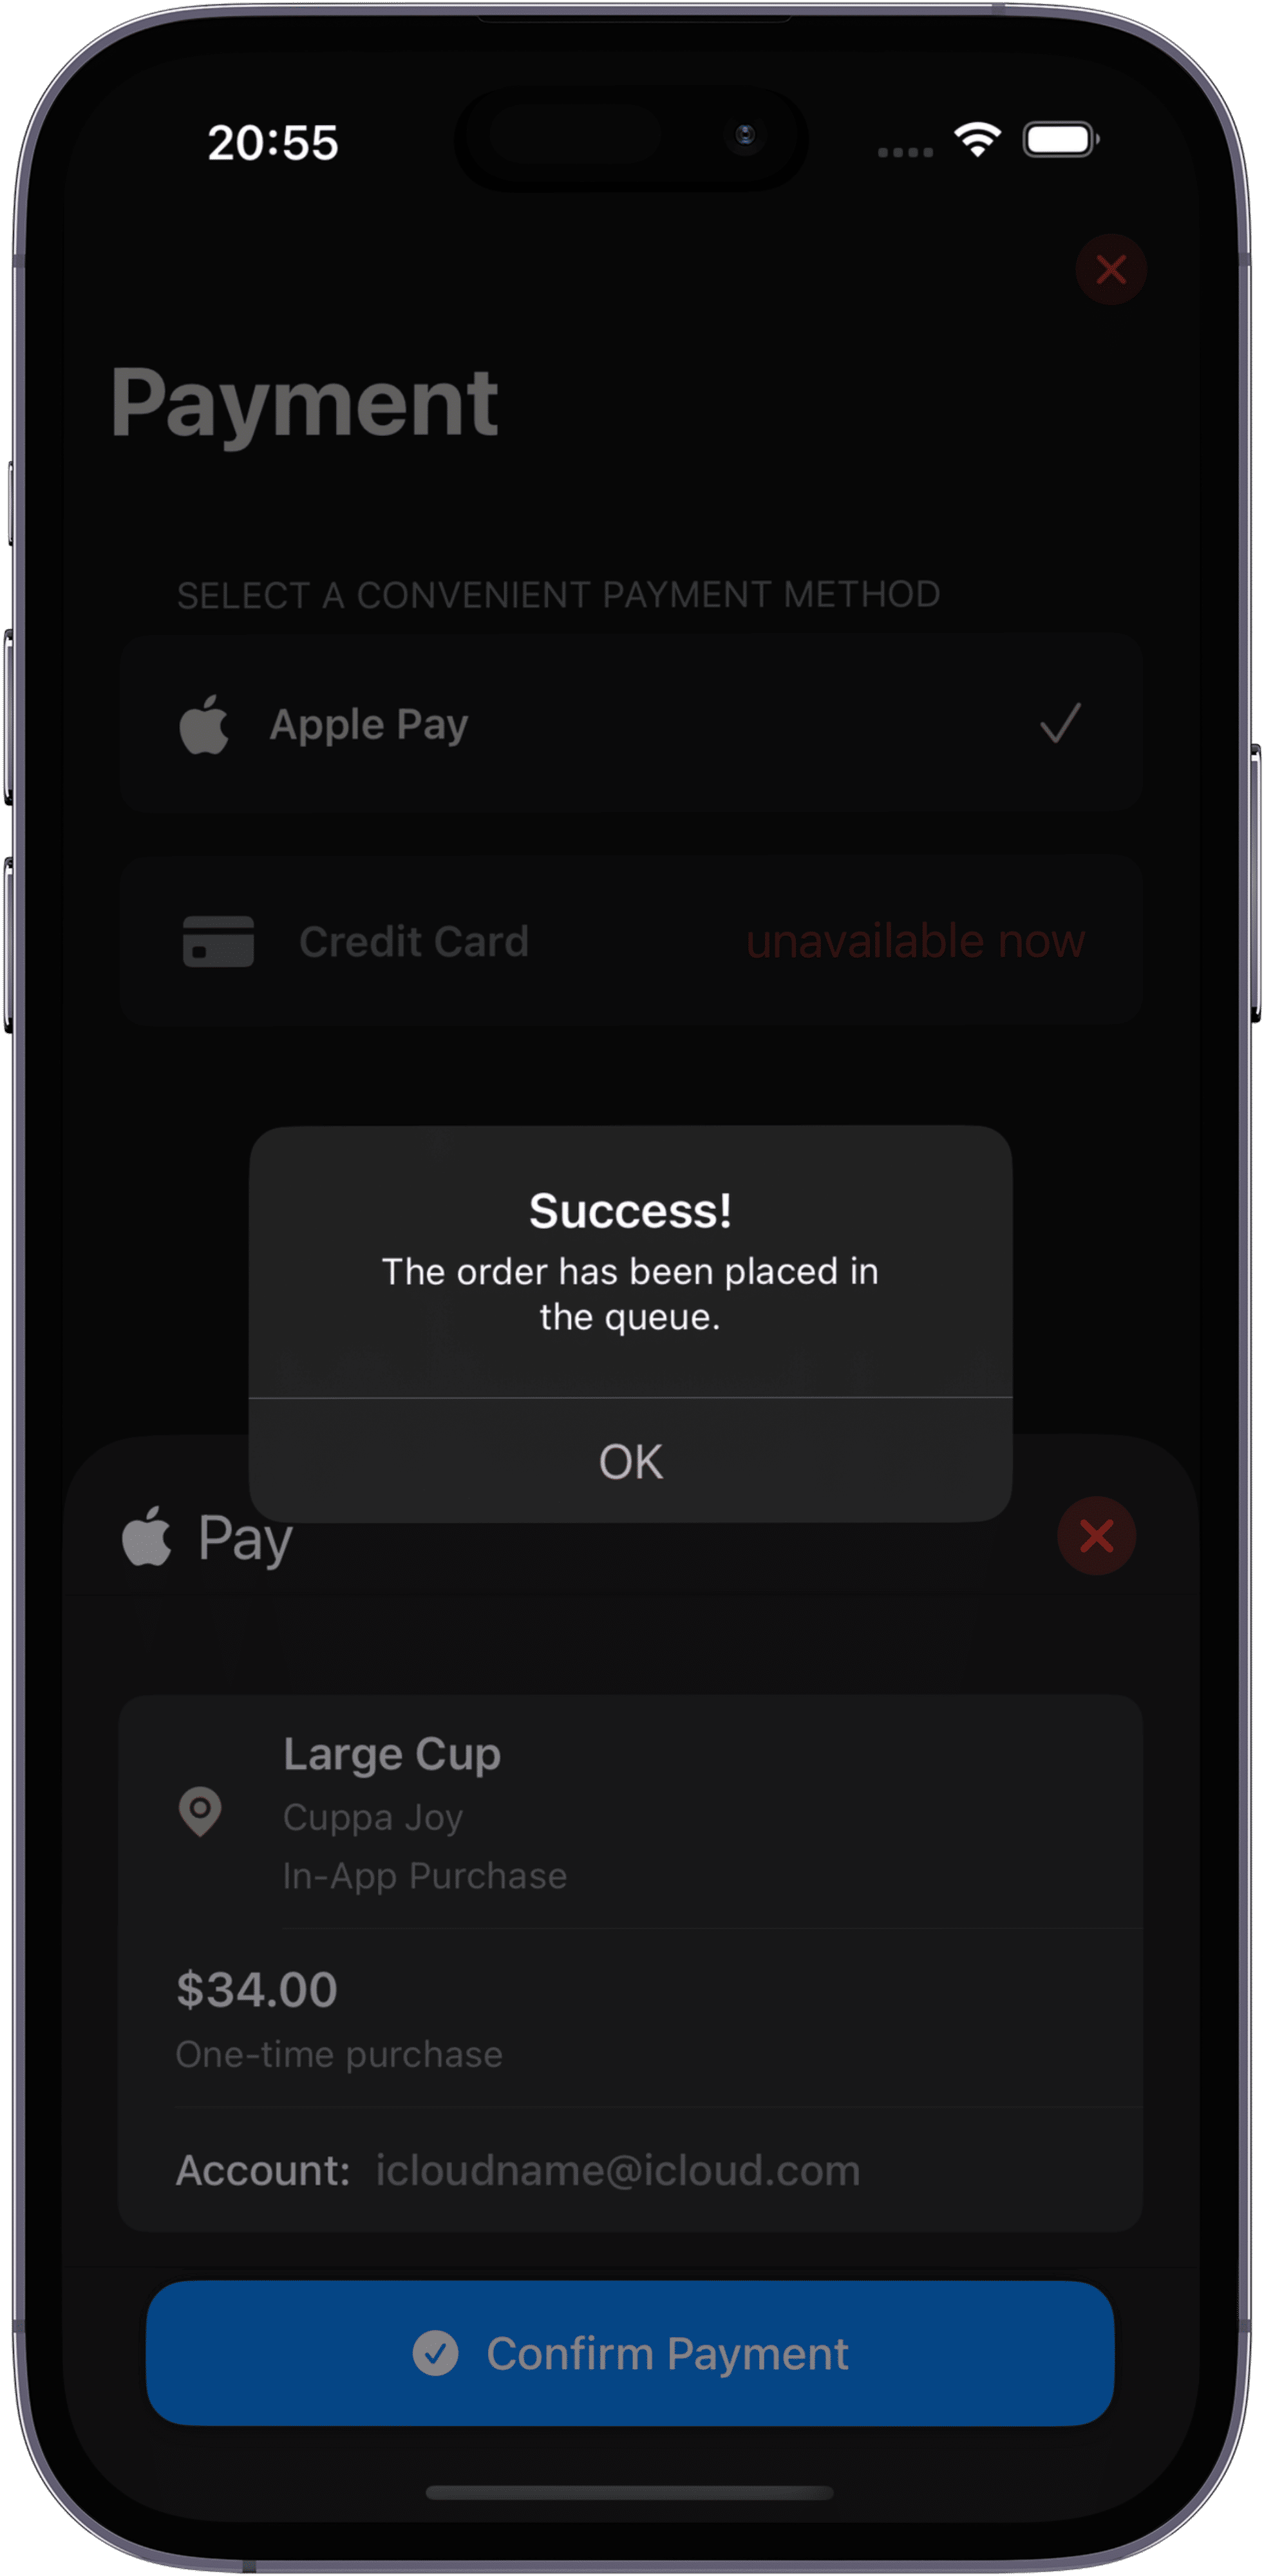 20:55
Payment
SELECT A CONVENIENT PAYMENT METHOD
Apple Pay
Credit Card unavailable now
Success!
The order has been placed in
the queue.
OK
Pay
Large Cup
Cuppa Joy
In-App Purchase
$34.00
One-time purchase
Account: icloudname@icloud.com
Confirm Payment